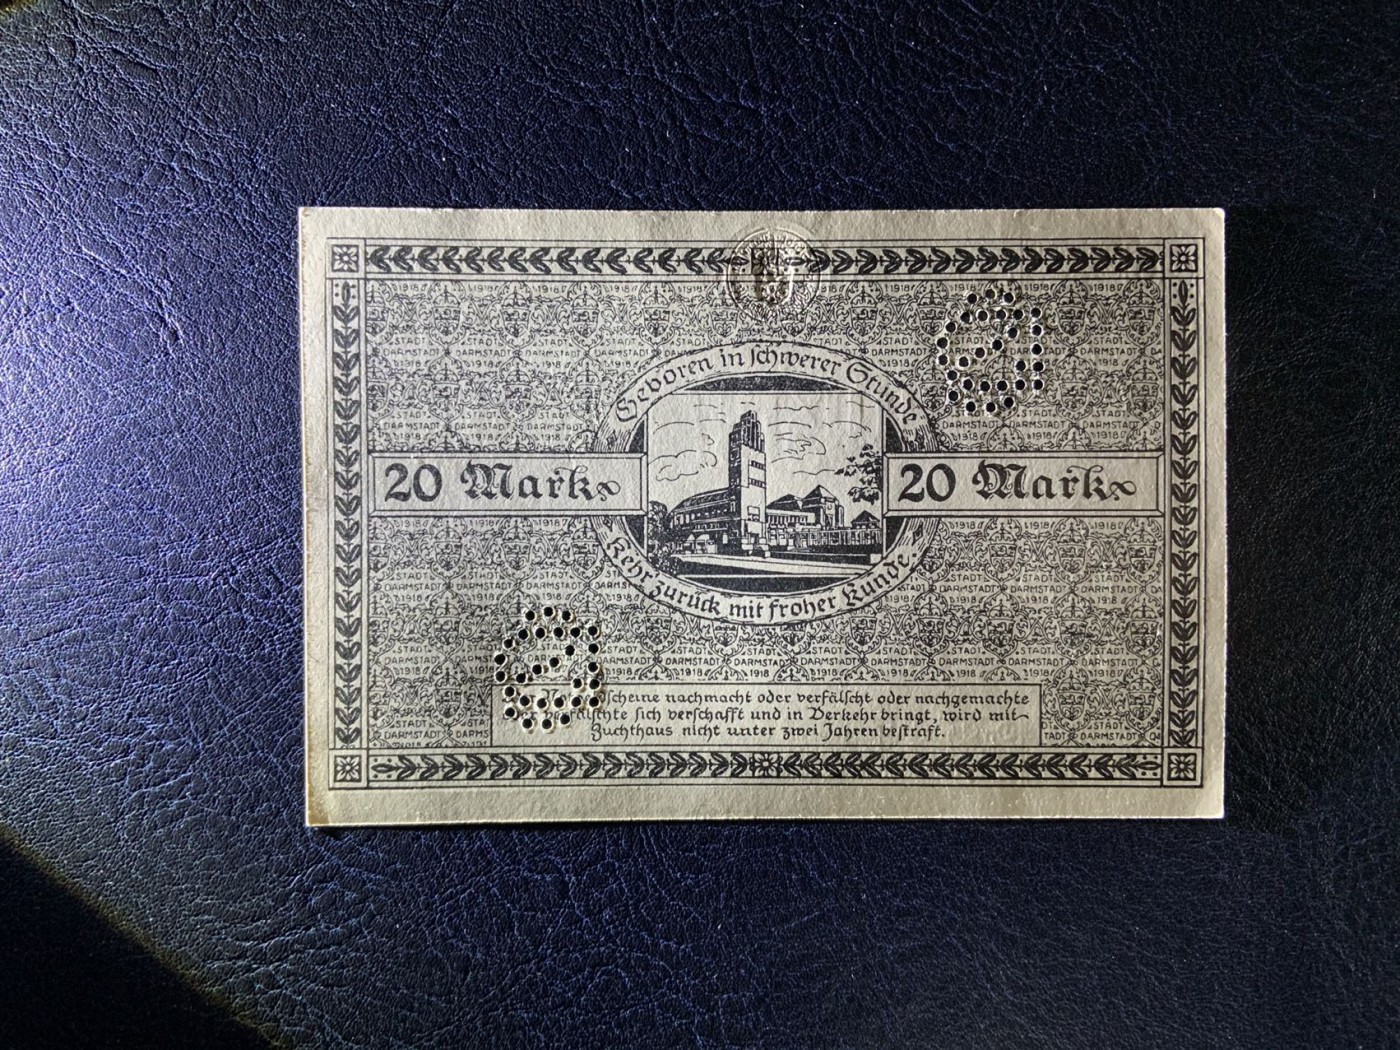 Geboren in schwerer Stunde
20 Mark
20 Mark
Kehr zurück mit froher Kunde.
scheine nachmacht oder verfälscht oder nachgemachte
fälschte sich verschafft und in Verkehr bringt, wird mit
Zuchthaus nicht unter zwei Jahren bestraft.
STADT DARMSTADT 1918